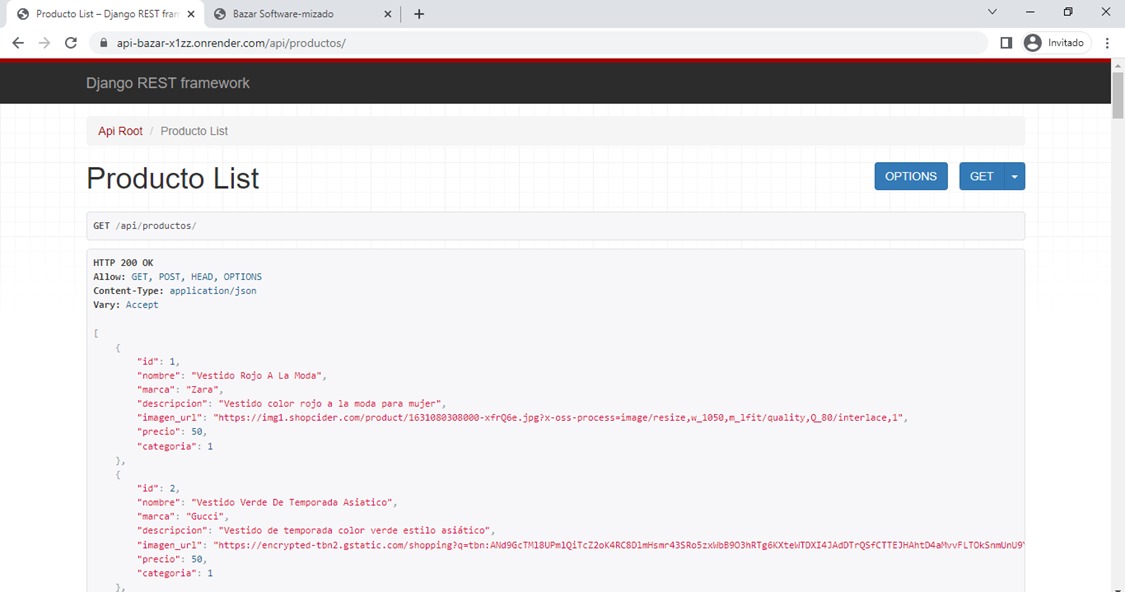 Producto List – Django REST fram
Bazar Software-mizado
api-bazar-x1zz.onrender.com/api/productos/
Invitado
Django REST framework
Api Root / Producto List
Producto List
OPTIONS
GET
GET /api/productos/
HTTP 200 OK
Allow: GET, POST, HEAD, OPTIONS
Content-Type: application/json
Vary: Accept
[
{
"id": 1,
"nombre": "Vestido Rojo A La Moda",
"marca": "Zara",
"descripcion": "Vestido color rojo a la moda para mujer",
"imagen_url": "https://img1.shopcider.com/product/1631080308000-xfrQ6e.jpg?x-oss-process=image/resize,w_1050,m_lfit/quality,Q_80/interlace,1",
"precio": 50,
"categoria": 1
},
{
"id": 2,
"nombre": "Vestido Verde De Temporada Asiatico",
"marca": "Gucci",
"descripcion": "Vestido de temporada color verde estilo asiático",
"imagen_url": "https://encrypted-tbn2.gstatic.com/shopping?q=tbn:ANd9GcTMl8UPmlQiTcZ2oK4RC8DlmHsmr43SRo5zxWbB9O3hRTg6KXteWTDXI4JAdDTrQSfCTTEJHAhtD4aMvvFLTOkSnmUnU9Y
"precio": 50,
"categoria": 1
},